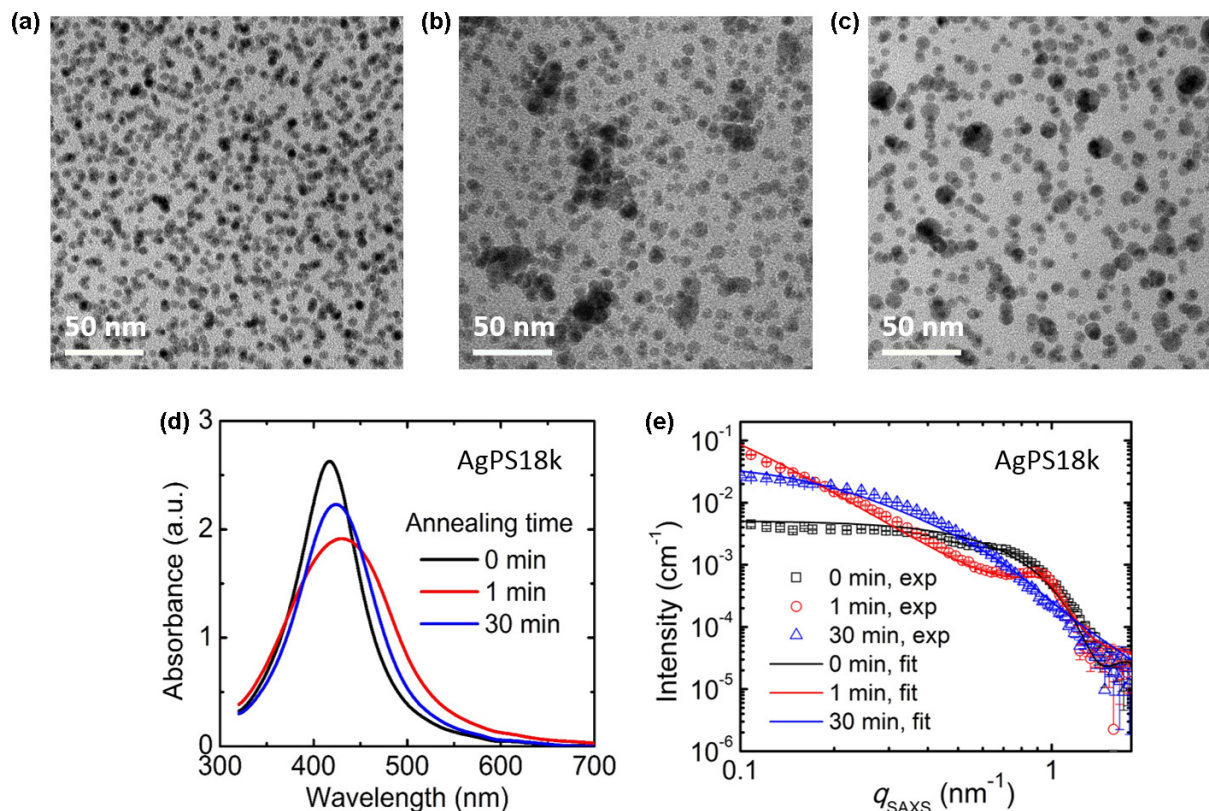 (a)
(b)
(c)
50 nm
50 nm
50 nm
(d)
3
2
1
0
300
400
500
600
700
Absorbance (a.u.)
Wavelength (nm)
AgPS18k
Annealing time
0 min
1 min
30 min
(e)
10⁻¹
10⁻²
10⁻³
10⁻⁴
10⁻⁵
10⁻⁶
0.1
1
Intensity (cm⁻¹)
qSAXS (nm⁻¹)
AgPS18k
0 min, exp
1 min, exp
30 min, exp
0 min, fit
1 min, fit
30 min, fit